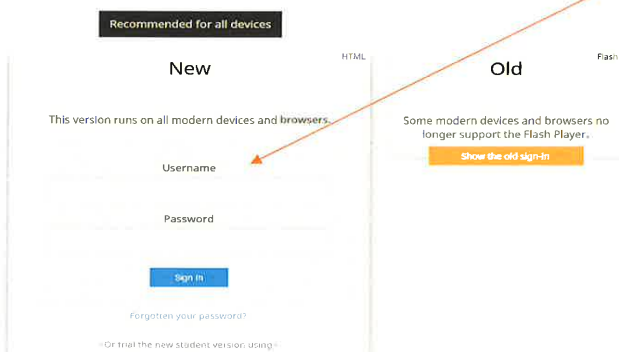 Recommended for all devices
HTML
New
This version runs on all modern devices and browsers.
Username
Password
Sign in
Forgotten your password?
Or trial the new student version using
Flash
Old
Some modern devices and browsers no
longer support the Flash Player.
Show the old sign-in